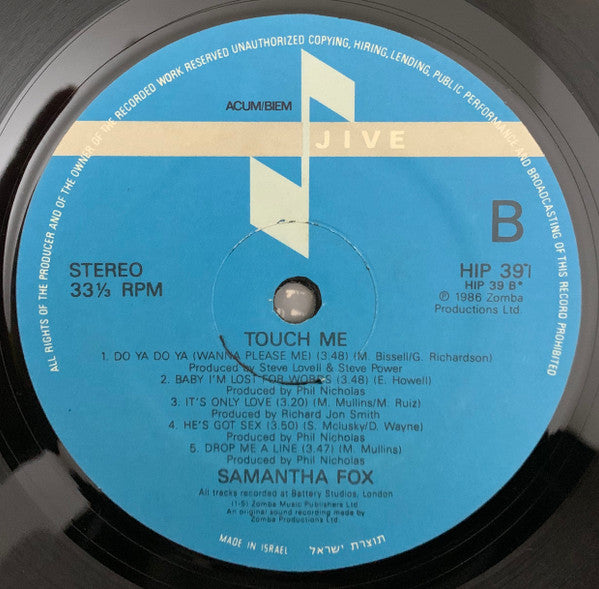 ALL RIGHTS OF THE PRODUCER AND OF THE OWNER OF THE RECORDED WORK RESERVED UNAUTHORIZED COPYING, HIRING, LENDING, PUBLIC PERFORMANCE AND BROADCASTING OF THIS RECORD PROHIBITED
ACUM/BIEM
JIVE
B
STEREO
33⅓ RPM
HIP 39*
HIP 39 B*
℗ 1986 Zomba
Productions Ltd.
TOUCH ME
1. DO YA DO YA (WANNA PLEASE ME) (3.48) (M. Bissell/G. Richardson)
Produced by Steve Lovell & Steve Power
2. BABY I'M LOST FOR WORDS (3.48) (E. Howell)
Produced by Phil Nicholas
3. IT'S ONLY LOVE (3.20) (M. Mullins/M. Ruiz)
Produced by Richard Jon Smith
4. HE'S GOT SEX (3.50) (S. Mclusky/D. Wayne)
Produced by Phil Nicholas
5. DROP ME A LINE (3.47) (M. Mullins)
Produced by Phil Nicholas
SAMANTHA FOX
All tracks recorded at Battery Studios, London
(1-5) Zomba Music Publishers Ltd
An original sound recording made by
Zomba Productions Ltd.
MADE IN ISRAEL תוצרת ישראל